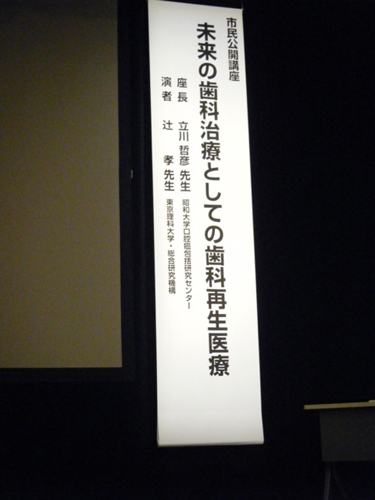 市民公開講座
未来の歯科治療としての歯科再生医療
座長 立川哲彦 先生 昭和大学口腔癌包括研究センター
演者 辻 孝 先生 東京理科大学・総合研究機構